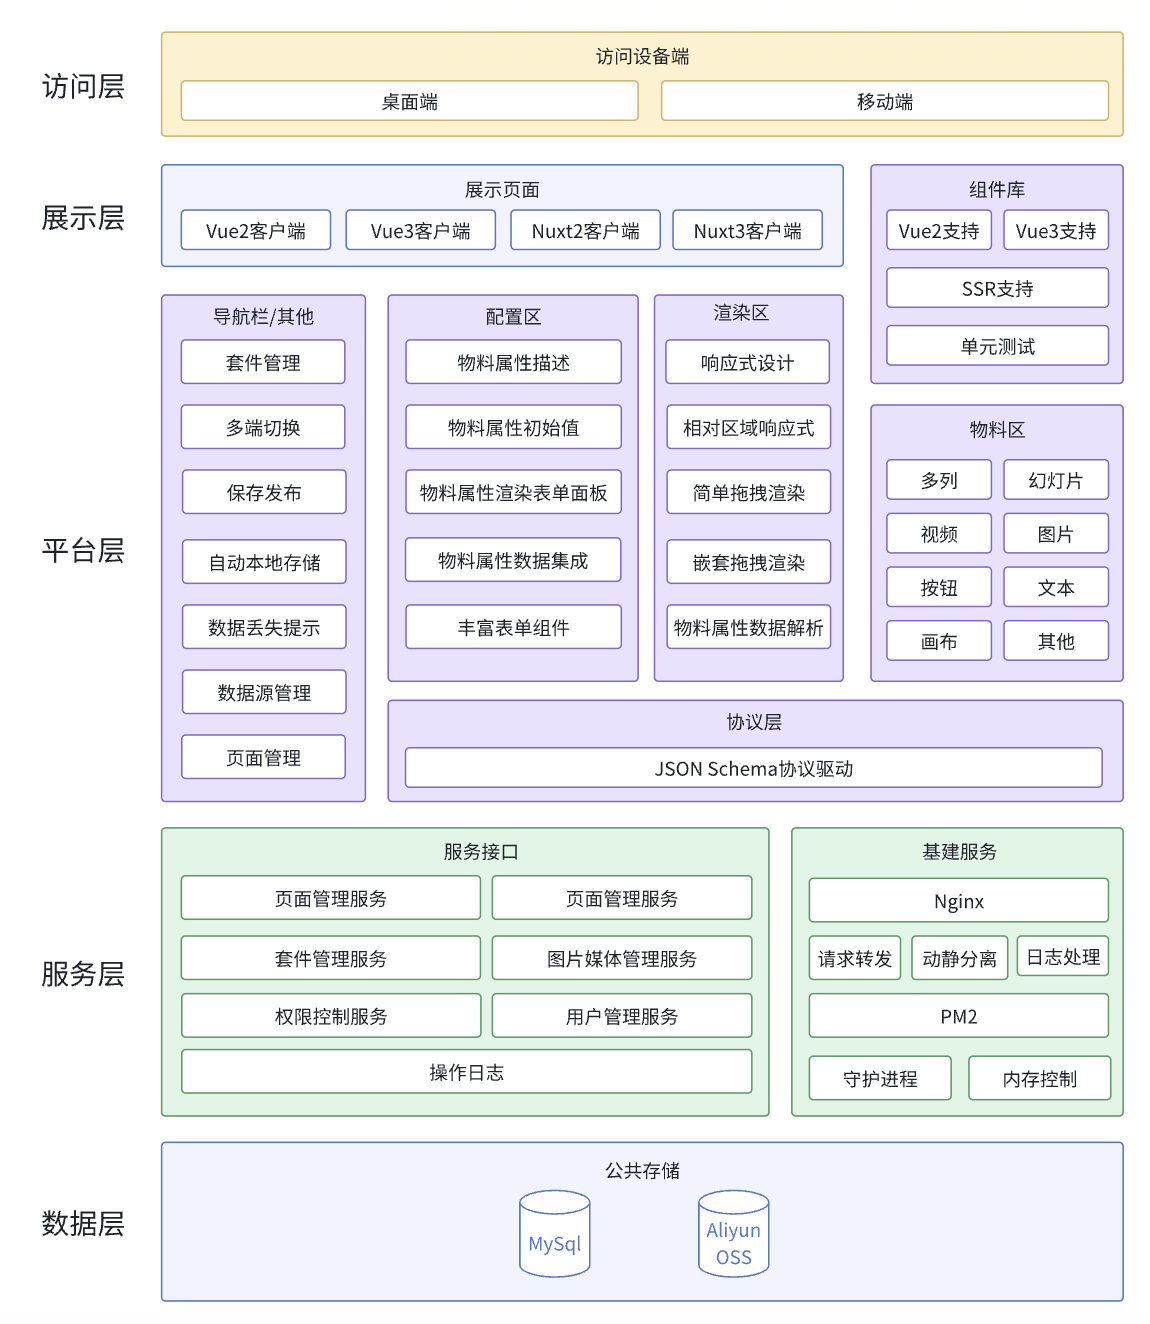 访问层
访问设备端
桌面端
移动端
展示层
展示页面
Vue2客户端
Vue3客户端
Nuxt2客户端
Nuxt3客户端
组件库
Vue2支持
Vue3支持
SSR支持
单元测试
平台层
导航栏/其他
套件管理
多端切换
保存发布
自动本地存储
数据丢失提示
数据源管理
页面管理
配置区
物料属性描述
物料属性初始值
物料属性渲染表单面板
物料属性数据集成
丰富表单组件
渲染区
响应式设计
相对区域响应式
简单拖拽渲染
嵌套拖拽渲染
物料属性数据解析
物料区
多列
幻灯片
视频
图片
按钮
文本
画布
其他
协议层
JSON Schema协议驱动
服务层
服务接口
页面管理服务
页面管理服务
套件管理服务
图片媒体管理服务
权限控制服务
用户管理服务
操作日志
基建服务
Nginx
请求转发
动静分离
日志处理
PM2
守护进程
内存控制
数据层
公共存储
MySql
Aliyun
OSS